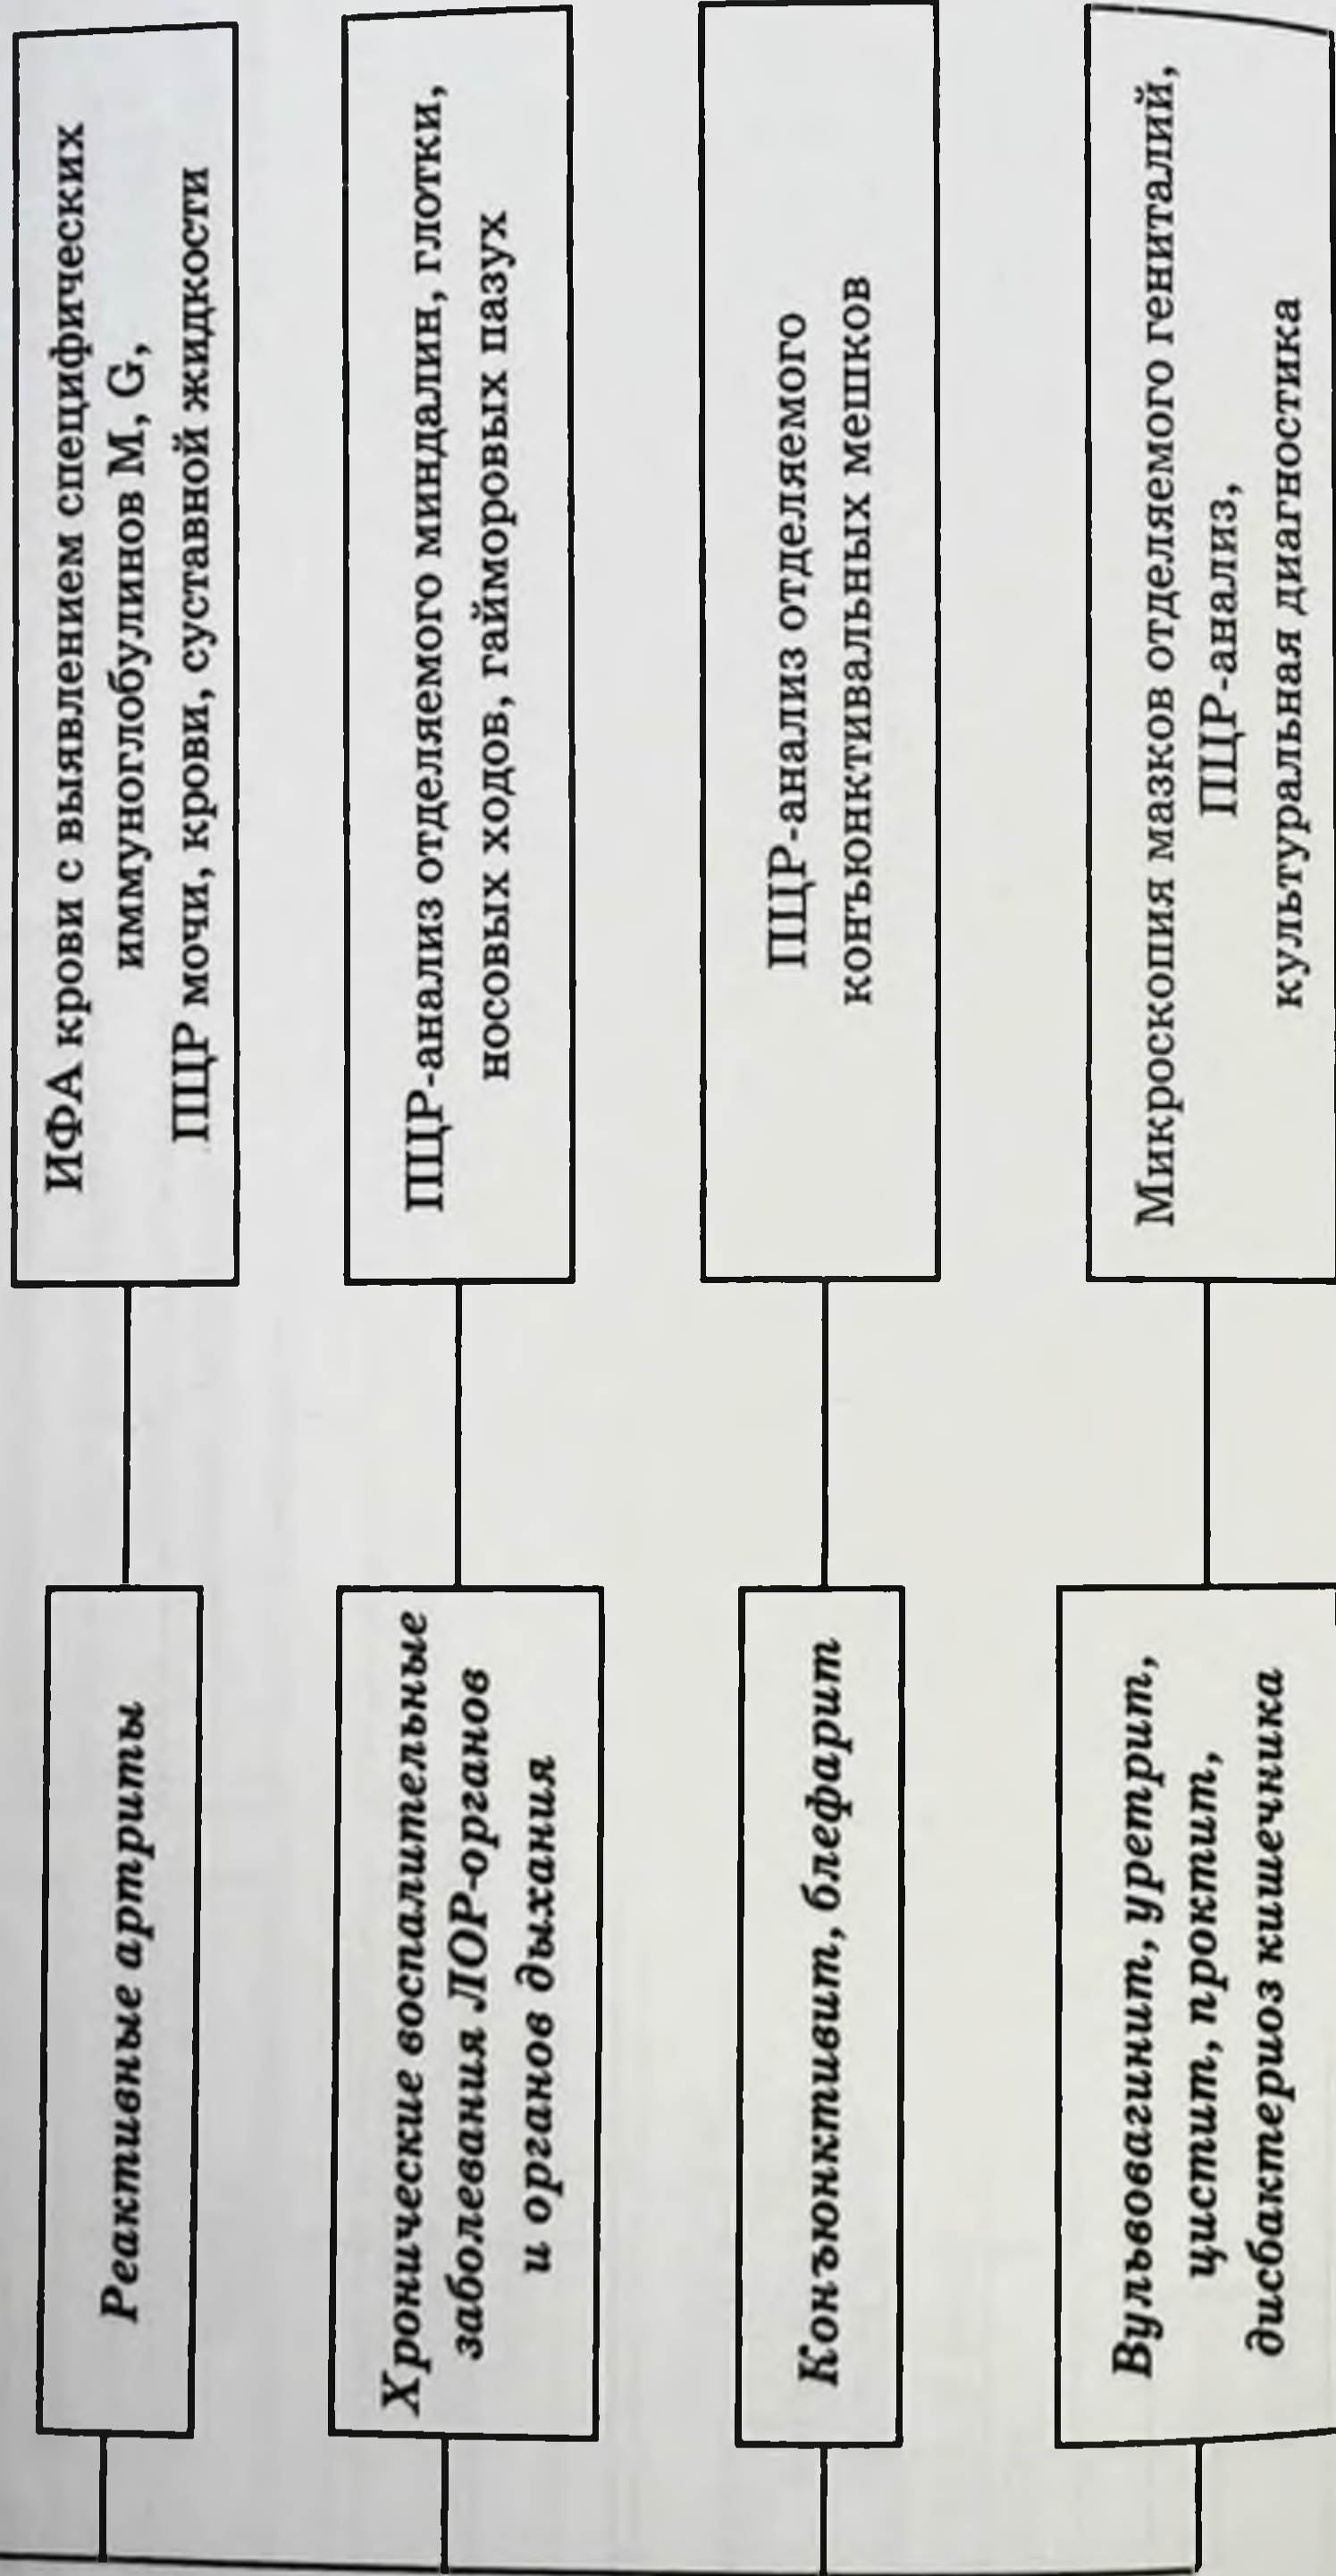 Реактивные артриты
ИФА крови с выявлением специфических
иммуноглобулинов M, G,
ПЦР мочи, крови, суставной жидкости
Хронические воспалительные
заболевания ЛОР-органов
и органов дыхания
ПЦР-анализ отделяемого миндалин, глотки,
носовых ходов, гайморовых пазух
Конъюнктивит, блефарит
ПЦР-анализ отделяемого
конъюнктивальных мешков
Вульвовагинит, уретрит,
цистит, проктит,
дисбактериоз кишечника
Микроскопия мазков отделяемого гениталий,
ПЦР-анализ,
культуральная диагностика